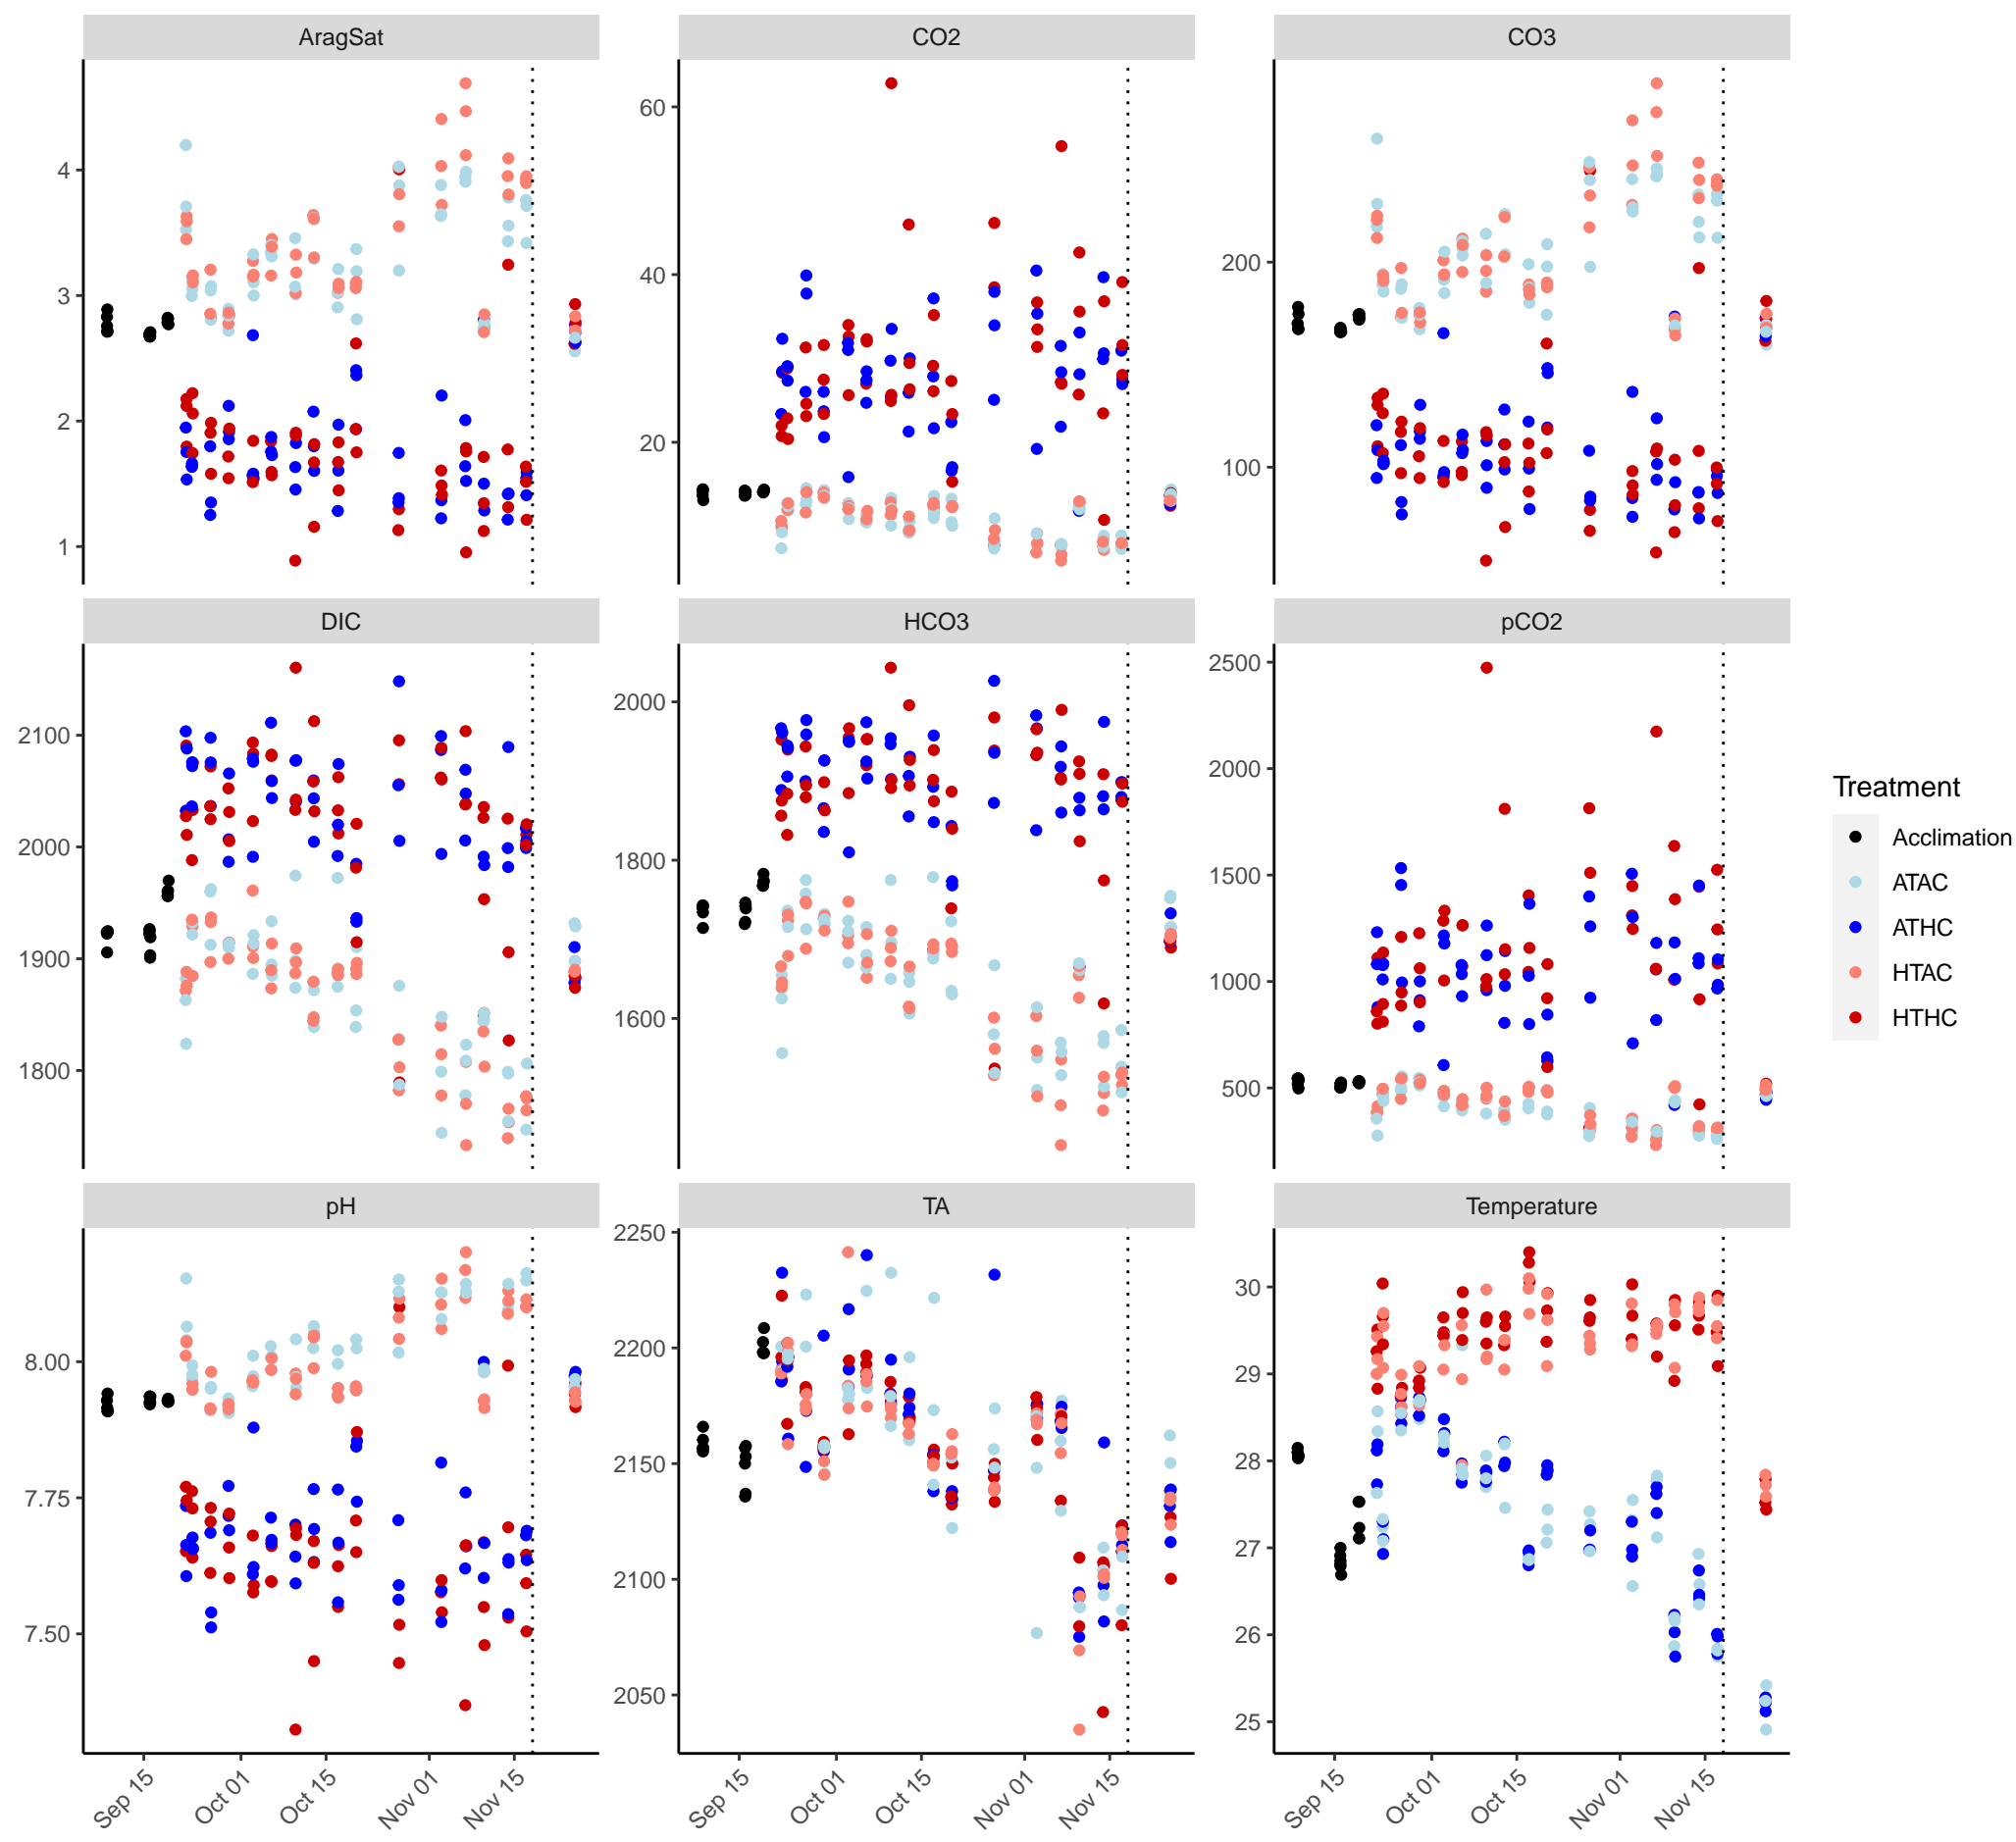 AragSat
CO2
CO3
4
3
2
1
60
40
20
200
100
DIC
HCO3
pCO2
2100
2000
1900
1800
2000
1800
1600
2500
2000
1500
1000
500
Treatment
Acclimation
ATAC
ATHC
HTAC
HTHC
pH
TA
Temperature
8.00
7.75
7.50
2250
2200
2150
2100
2050
30
29
28
27
26
25
Sep 15
Oct 01
Oct 15
Nov 01
Nov 15
Sep 15
Oct 01
Oct 15
Nov 01
Nov 15
Sep 15
Oct 01
Oct 15
Nov 01
Nov 15